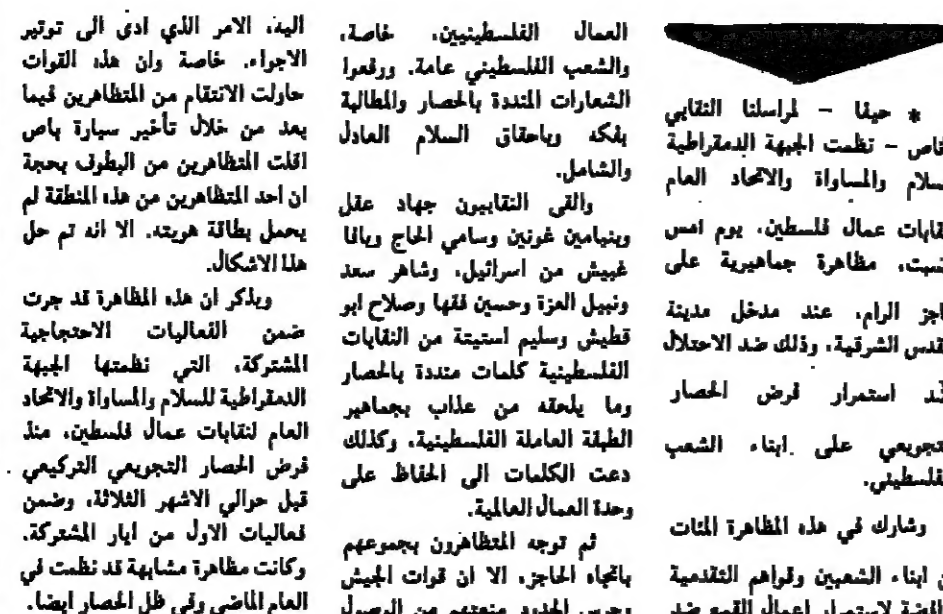 * حيفا – لمراسلنا النقابي
– نظمت الجبهة الديمقراطية
والمساواة والاتحاد العام
عمال فلسطين، يوم امس
مظاهرة جماهيرية على
الرام، عند مدخل مدينة
الشرقية، وذلك ضد الاحتلال
استمرار فرض الحصار
على ابناء الشعب
وشارك في هذه المظاهرة المئات
ابناء الشعبين وقواهم التقدمية
لاستمرار اعمال القمع ضد
العمال الفلسطينيين، خاصة،
والشعب الفلسطيني عامة. ورفعوا
الشعارات المنددة بالحصار والمطالبة
بفكه وباحقاق السلام العادل
والشامل.
والقى النقابيون جهاد عقل
وبنيامين غونين وسامي الحاج ويافا
غبيش من اسرائيل، وشاهر سعد
ونبيل العزة وحسين فقها وصلاح ابو
قطيش وسليم استيتة من النقابات
الفلسطينية كلمات منددة بالحصار
وما يلحقه من عذاب بجماهير
الطبقة العاملة الفلسطينية، وكذلك
دعت الكلمات الى الحفاظ على
وحدة العمال العالمية.
ثم توجه المتظاهرون بجموعهم
باتجاه الحاجز، الا ان قوات الجيش
وحرس الحدود منعتهم من الوصول
اليه، الامر الذي ادى الى توتير
الاجواء، خاصة وان هذه القوات
حاولت الانتقام من المتظاهرين فيما
بعد من خلال تأخير سيارة باص
اقلت المتظاهرين من البطوف بحجة
ان احد المتظاهرين من هذه المنطقة لم
يحمل بطاقة هويته. الا انه تم حل
هذا الاشكال.
ويذكر ان هذه المظاهرة قد جرت
ضمن الفعاليات الاحتجاجية
المشتركة، التي نظمتها الجبهة
الدمقراطية للسلام والمساواة والاتحاد
العام لنقابات عمال فلسطين، منذ
فرض الحصار التجويعي التركيعي
قبل حوالي الاشهر الثلاثة، وضمن
فعاليات الاول من ايار المشتركة.
وكانت مظاهرة مشابهة قد نظمت في
العام الماضي وفي ظل الحصار ايضا.